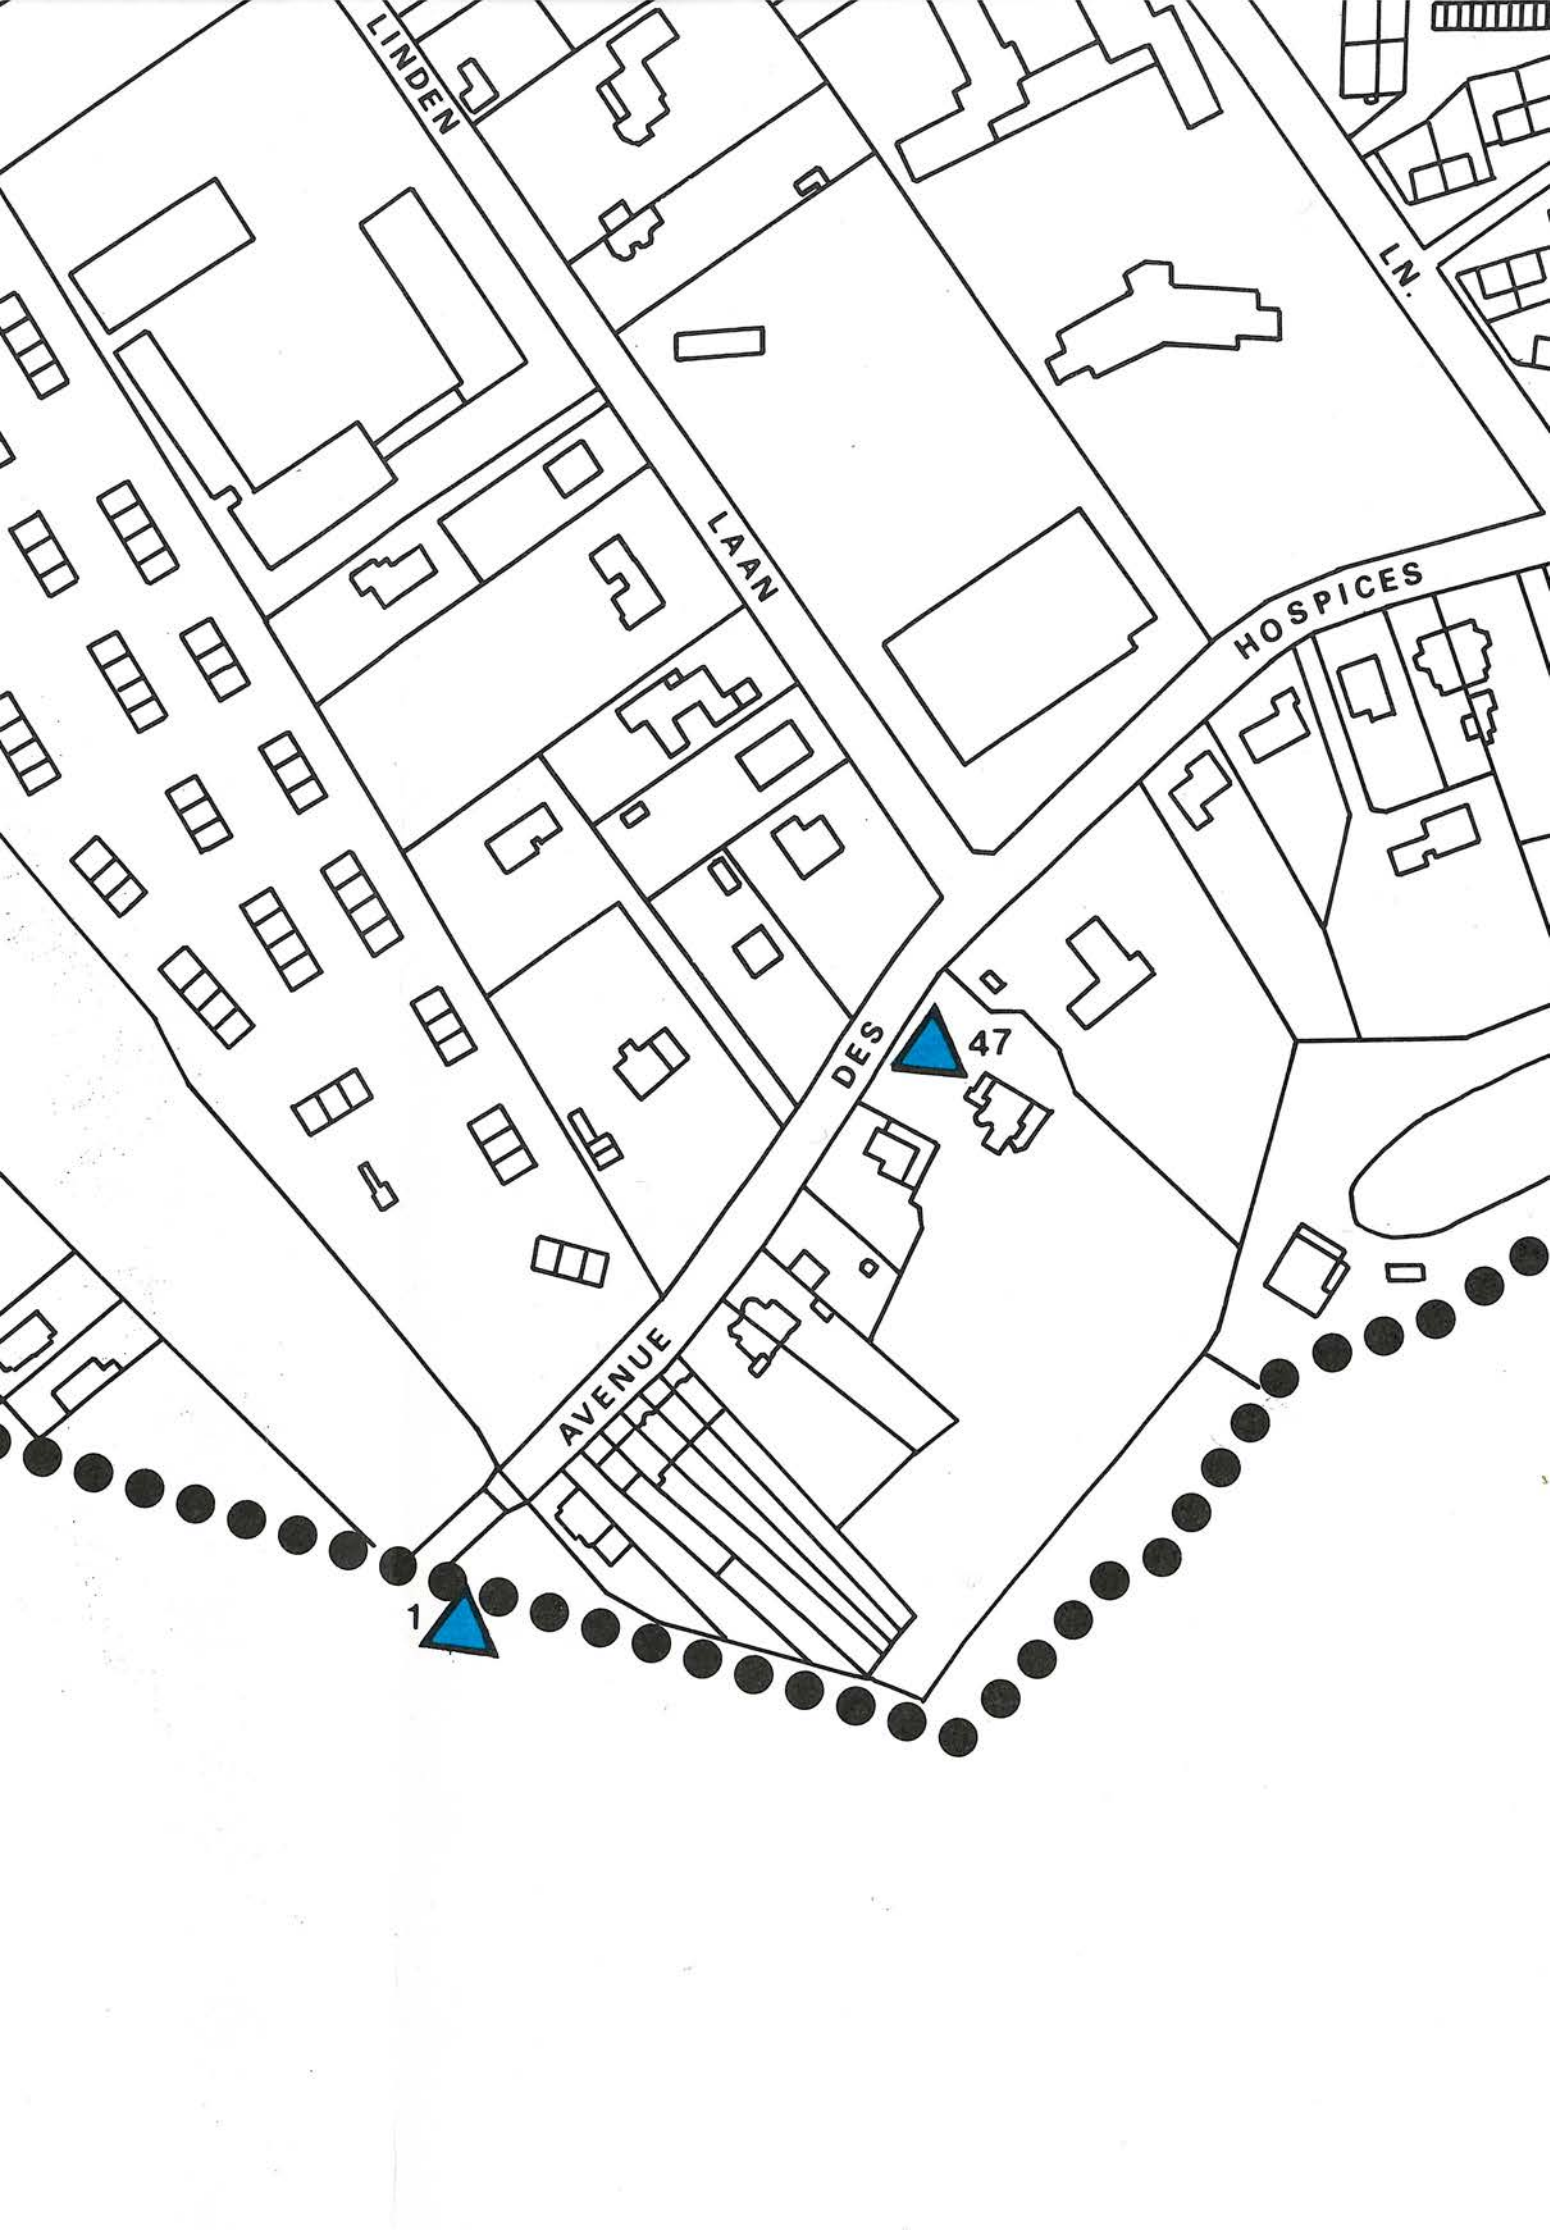 LINDEN
LAAN
LN.
AVENUE DES HOSPICES
47
1